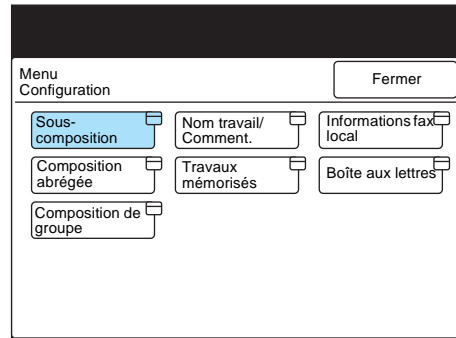 Menu
Configuration
Fermer
Sous-
composition
Nom travail/
Comment.
Informations fax
local
Composition
abrégée
Travaux
mémorisés
Boîte aux lettres
Composition de
groupe